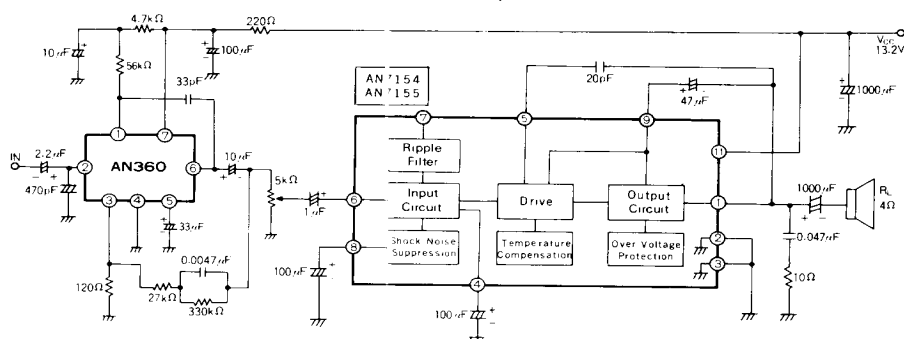 4.7kΩ
220Ω
10μF
+
-
56kΩ
+
-
100μF
33pF
20pF
47μF
Vcc
13.2V
1000μF
+
-
AN7154
AN7155
1
7
AN360
2
6
3
4
5
IN
2.2μF
- +
470pF
10μF
+ -
33μF
+
-
5kΩ
1μF
0.0047μF
120Ω
27kΩ
330kΩ
7
5
9
11
Ripple
Filter
6
Input
Circuit
Drive
Output
Circuit
1
8
Shock Noise
Suppression
Temperature
Compensation
Over Voltage
Protection
2
3
4
100μF
+
-
100μF
+
-
1000μF
+ -
RL
4Ω
0.047μF
10Ω